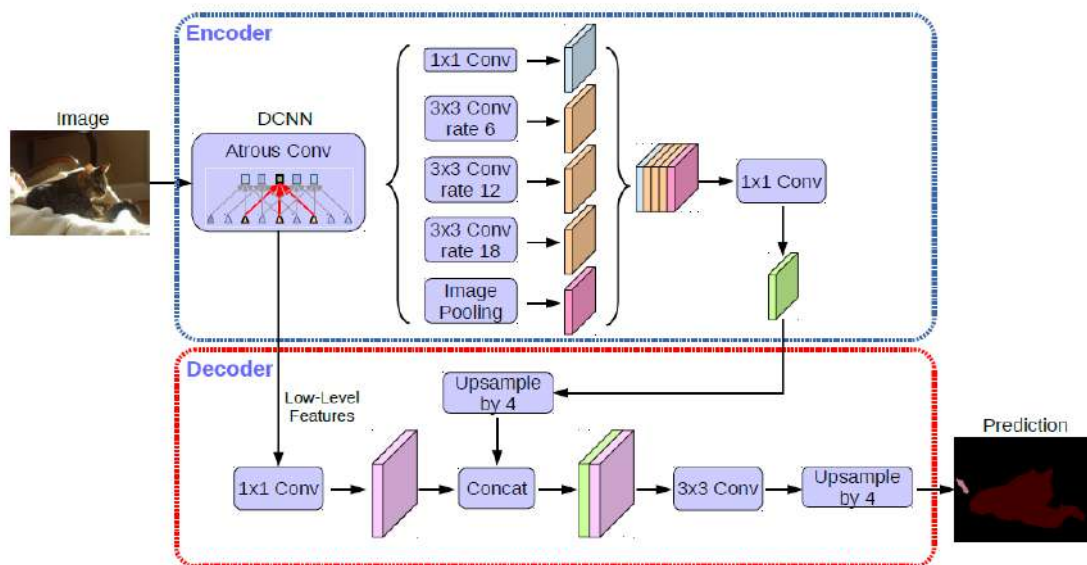 Encoder
Image
DCNN
Atrous Conv
1x1 Conv
3x3 Conv
rate 6
3x3 Conv
rate 12
3x3 Conv
rate 18
Image
Pooling
1x1 Conv
Decoder
Low-Level
Features
Upsample
by 4
1x1 Conv
Concat
3x3 Conv
Upsample
by 4
Prediction